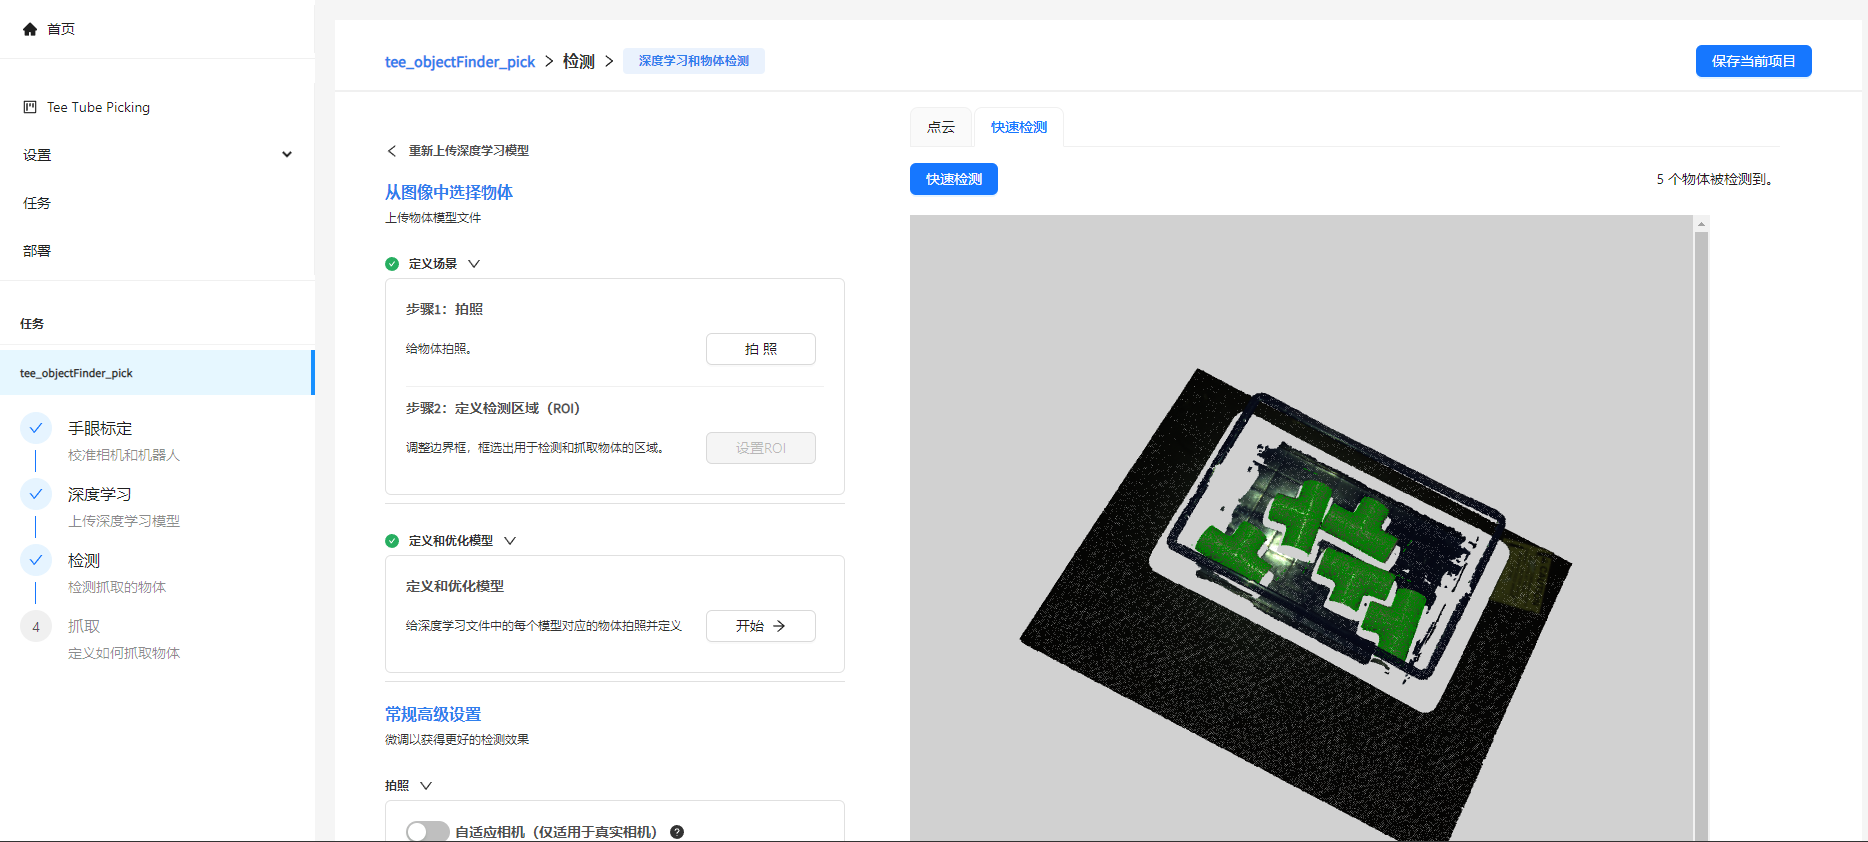 首页
Tee Tube Picking
设置
任务
部署
任务
tee_objectFinder_pick
手眼标定
校准相机和机器人
深度学习
上传深度学习模型
检测
检测抓取的物体
4 抓取
定义如何抓取物体
tee_objectFinder_pick > 检测 > 深度学习和物体检测
保存当前项目
重新上传深度学习模型
从图像中选择物体
上传物体模型文件
定义场景
步骤1：拍照
给物体拍照。
拍 照
步骤2：定义检测区域（ROI）
调整边界框，框选出用于检测和抓取物体的区域。
设置ROI
定义和优化模型
定义和优化模型
给深度学习文件中的每个模型对应的物体拍照并定义
开始 →
常规高级设置
微调以获得更好的检测效果
拍照
自适应相机（仅适用于真实相机） ?
点云
快速检测
快速检测
5 个物体被检测到。